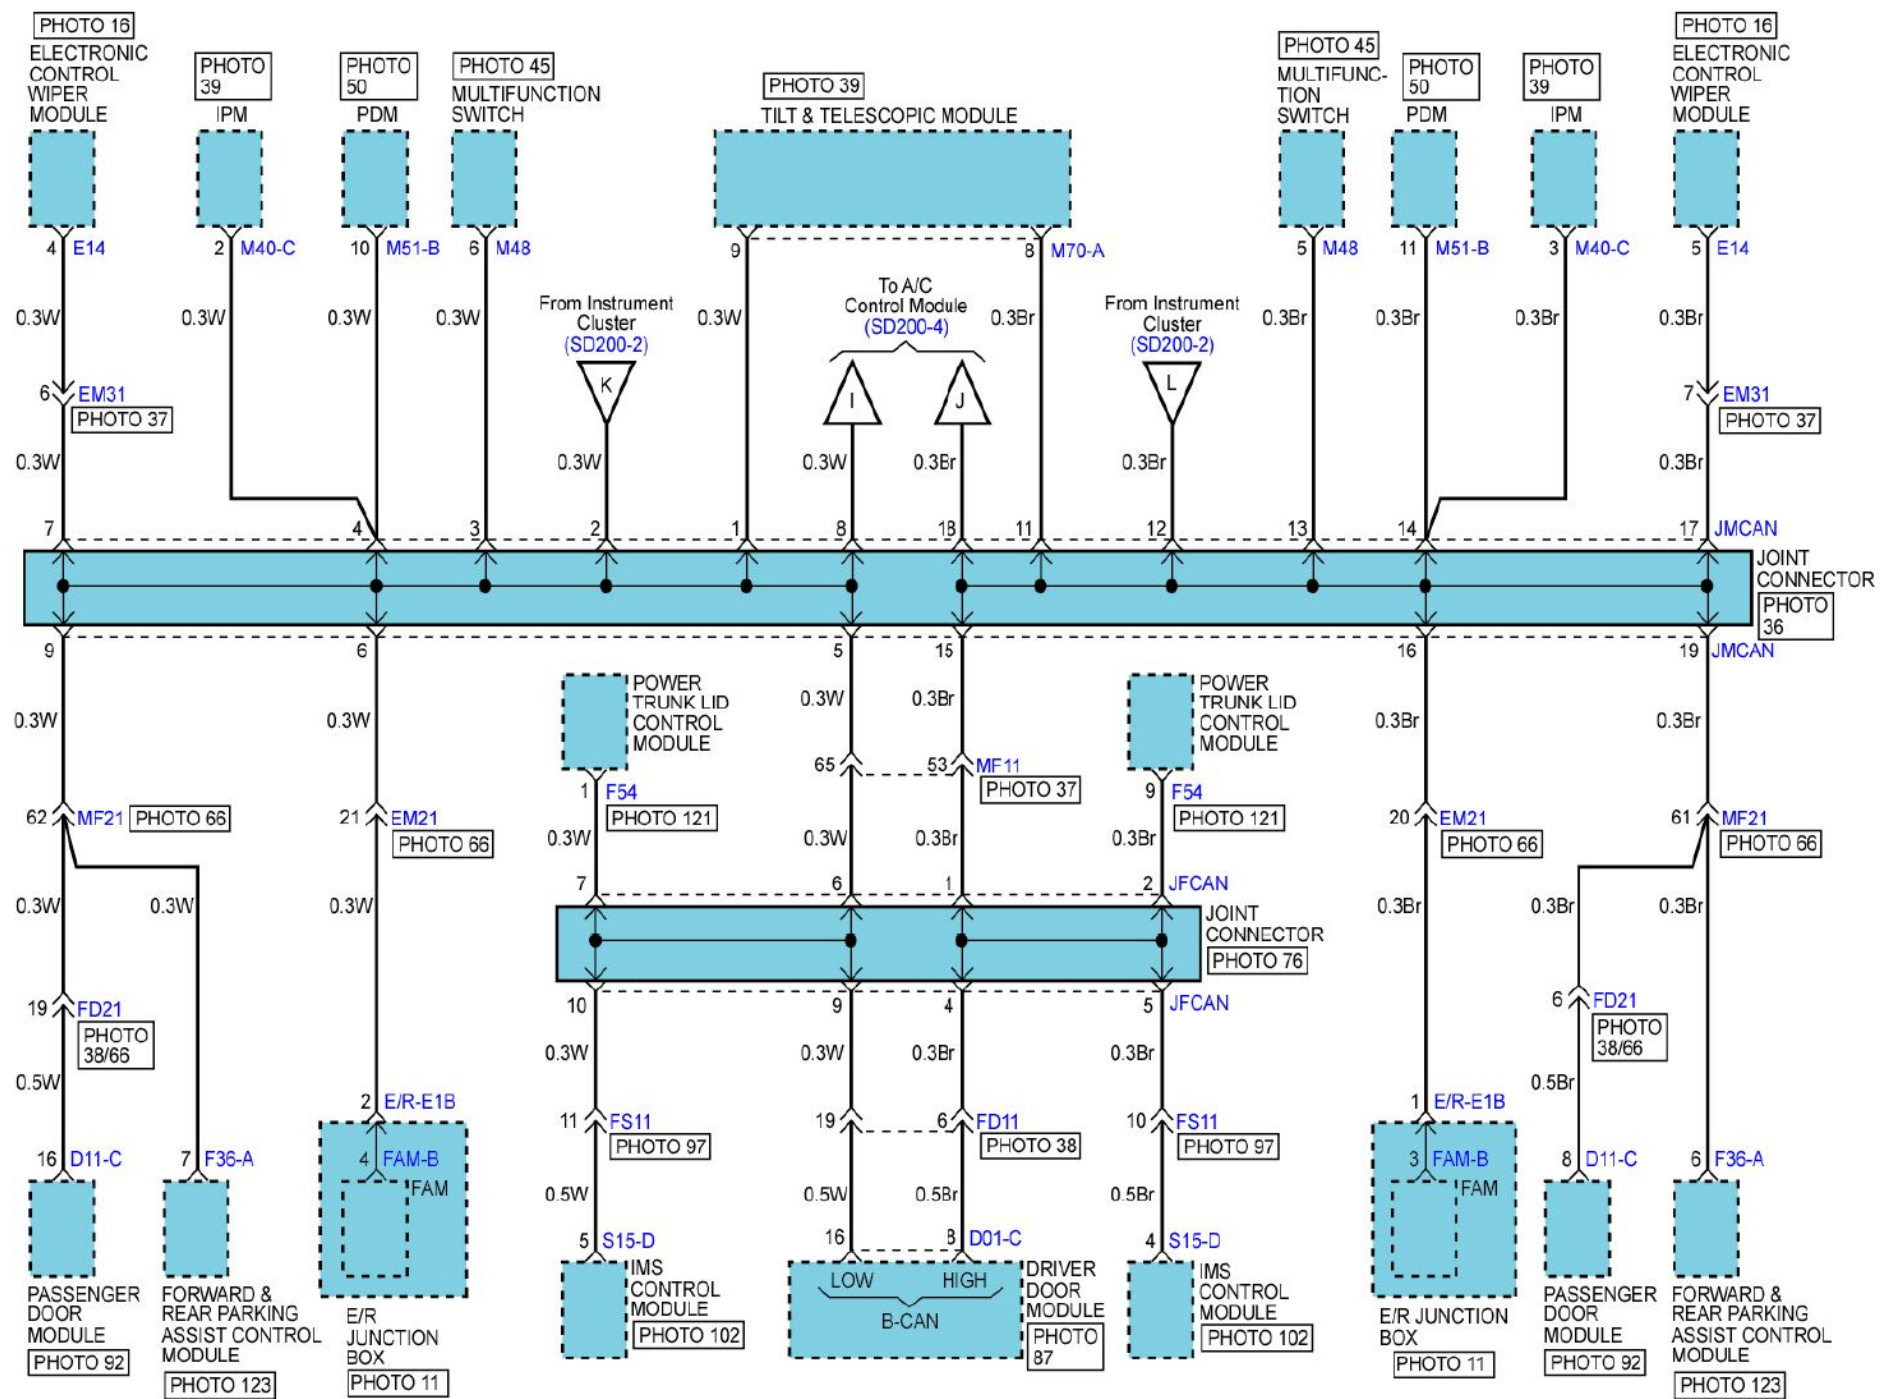 PHOTO 16
ELECTRONIC
CONTROL
WIPER
MODULE
PHOTO
39
IPM
PHOTO
50
PDM
PHOTO 45
MULTIFUNCTION
SWITCH
PHOTO 39
TILT & TELESCOPIC MODULE
PHOTO 45
MULTIFUNC-
TION
SWITCH
PHOTO
50
PDM
PHOTO
39
IPM
PHOTO 16
ELECTRONIC
CONTROL
WIPER
MODULE
4 E14
2 M40-C
10 M51-B
6 M48
9
8 M70-A
5 M48
11 M51-B
3 M40-C
5 E14
0.3W
0.3W
0.3W
0.3W
From Instrument
Cluster
(SD200-2)
K
0.3W
To A/C
Control Module
(SD200-4)
I
J
0.3Br
From Instrument
Cluster
(SD200-2)
L
0.3Br
0.3Br
0.3Br
0.3Br
6 EM31
PHOTO 37
7 EM31
PHOTO 37
0.3W
0.3W
0.3W
0.3Br
0.3Br
0.3Br
7
4
3
2
1
8
18
11
12
13
14
17 JMCAN
JOINT
CONNECTOR
PHOTO
36
9
6
5
15
16
19 JMCAN
0.3W
0.3W
POWER
TRUNK LID
CONTROL
MODULE
0.3W
0.3Br
POWER
TRUNK LID
CONTROL
MODULE
0.3Br
0.3Br
65
53 MF11
PHOTO 37
1 F54
PHOTO 121
9 F54
PHOTO 121
62 MF21 PHOTO 66
21 EM21
PHOTO 66
20 EM21
PHOTO 66
61 MF21
PHOTO 66
0.3W
0.3W
0.3Br
0.3Br
7
6
1
2 JFCAN
0.3W
0.3W
0.3W
0.3Br
0.3Br
0.3Br
JOINT
CONNECTOR
PHOTO 76
10
9
4
5 JFCAN
19 FD21
PHOTO
38/66
6 FD21
PHOTO
38/66
0.3W
0.3W
0.3Br
0.3Br
0.5W
0.5Br
2 E/R-E1B
1 E/R-E1B
11 FS11
PHOTO 97
19
6 FD11
PHOTO 38
10 FS11
PHOTO 97
16 D11-C
7 F36-A
4 FAM-B
FAM
3 FAM-B
FAM
8 D11-C
6 F36-A
0.5W
0.5W
0.5Br
0.5Br
5 S15-D
16
8 D01-C
4 S15-D
PASSENGER
DOOR
MODULE
PHOTO 92
FORWARD &
REAR PARKING
ASSIST CONTROL
MODULE
PHOTO 123
E/R
JUNCTION
BOX
PHOTO 11
IMS
CONTROL
MODULE
PHOTO 102
LOW
HIGH
B-CAN
DRIVER
DOOR
MODULE
PHOTO
87
IMS
CONTROL
MODULE
PHOTO 102
E/R JUNCTION
BOX
PHOTO 11
PASSENGER
DOOR
MODULE
PHOTO 92
FORWARD &
REAR PARKING
ASSIST CONTROL
MODULE
PHOTO 123